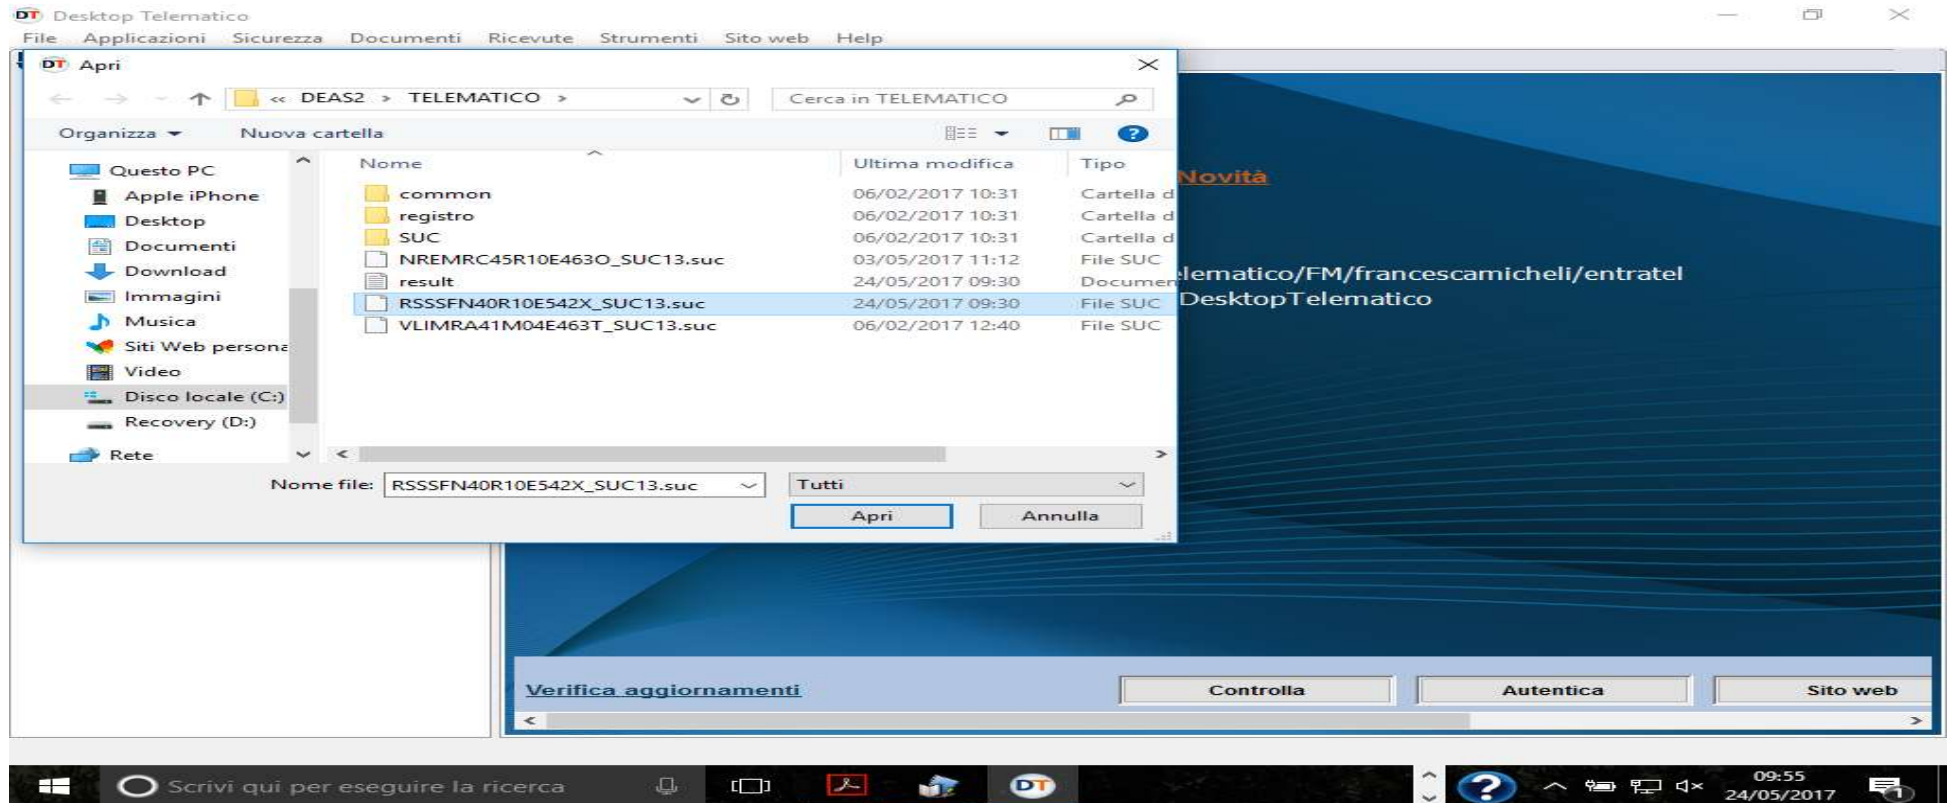 DT Desktop Telematico
File Applicazioni Sicurezza Documenti Ricevute Strumenti Sito web Help
DT Apri
« DEAS2 > TELEMATICO > Cerca in TELEMATICO
Organizza Nuova cartella
Nome Ultima modifica Tipo
Questo PC
Apple iPhone
Desktop
Documenti
Download
Immagini
Musica
Siti Web persona
Video
Disco locale (C:)
Recovery (D:)
Rete
common 06/02/2017 10:31 Cartella d
registro 06/02/2017 10:31 Cartella d
SUC 06/02/2017 10:31 Cartella d
NREMRC45R10E463O_SUC13.suc 03/05/2017 11:12 File SUC
result 24/05/2017 09:30 Documen
RSSSFN40R10E542X_SUC13.suc 24/05/2017 09:30 File SUC
VLIMRA41M04E463T_SUC13.suc 06/02/2017 12:40 File SUC
Nome file: RSSSFN40R10E542X_SUC13.suc Tutti
Apri Annulla
Novità
lematico/FM/francescamicheli/entratel
DesktopTelematico
Verifica aggiornamenti Controlla Autentica Sito web
Scrivi qui per eseguire la ricerca DT 09:55
24/05/2017 1